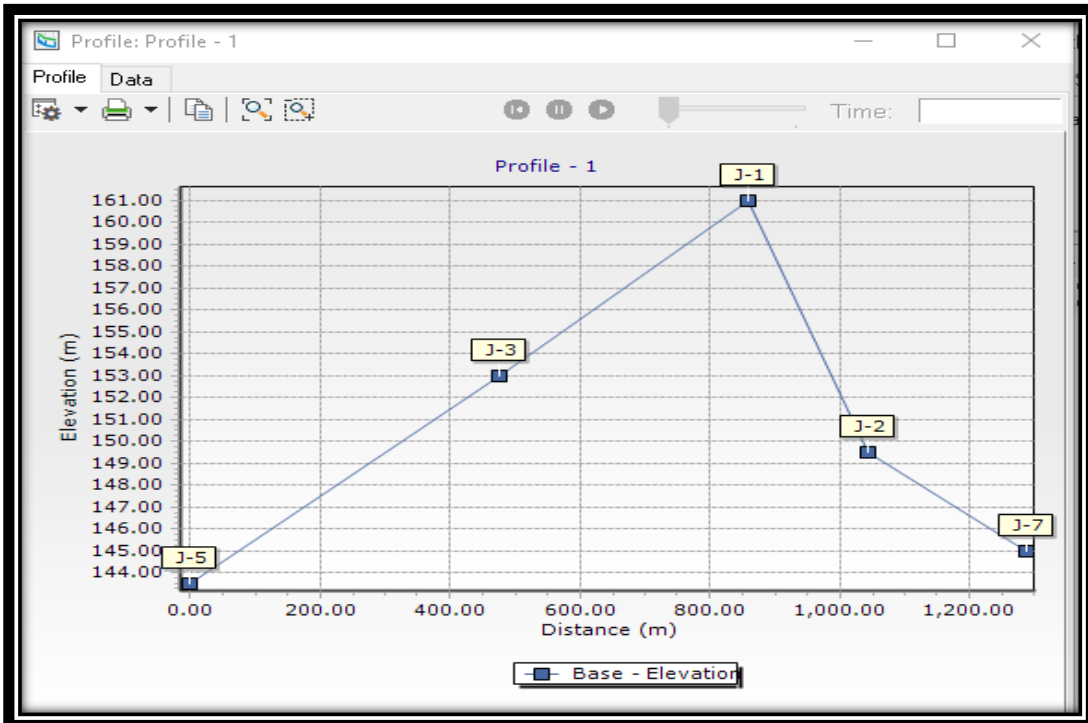 Profile: Profile - 1
Profile Data
Time:
Profile - 1
J-1
161.00
160.00
159.00
158.00
157.00
156.00
155.00
154.00
153.00
152.00
151.00
150.00
149.00
148.00
147.00
146.00
145.00
144.00
Elevation (m)
J-3
J-2
J-7
J-5
0.00 200.00 400.00 600.00 800.00 1,000.00 1,200.00
Distance (m)
Base - Elevation